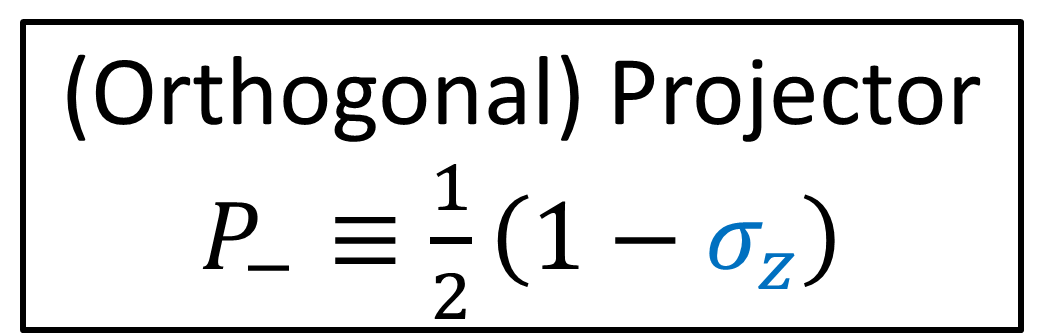 (Orthogonal) Projector
P₋ ≡ 1/2 (1 − σ_z)